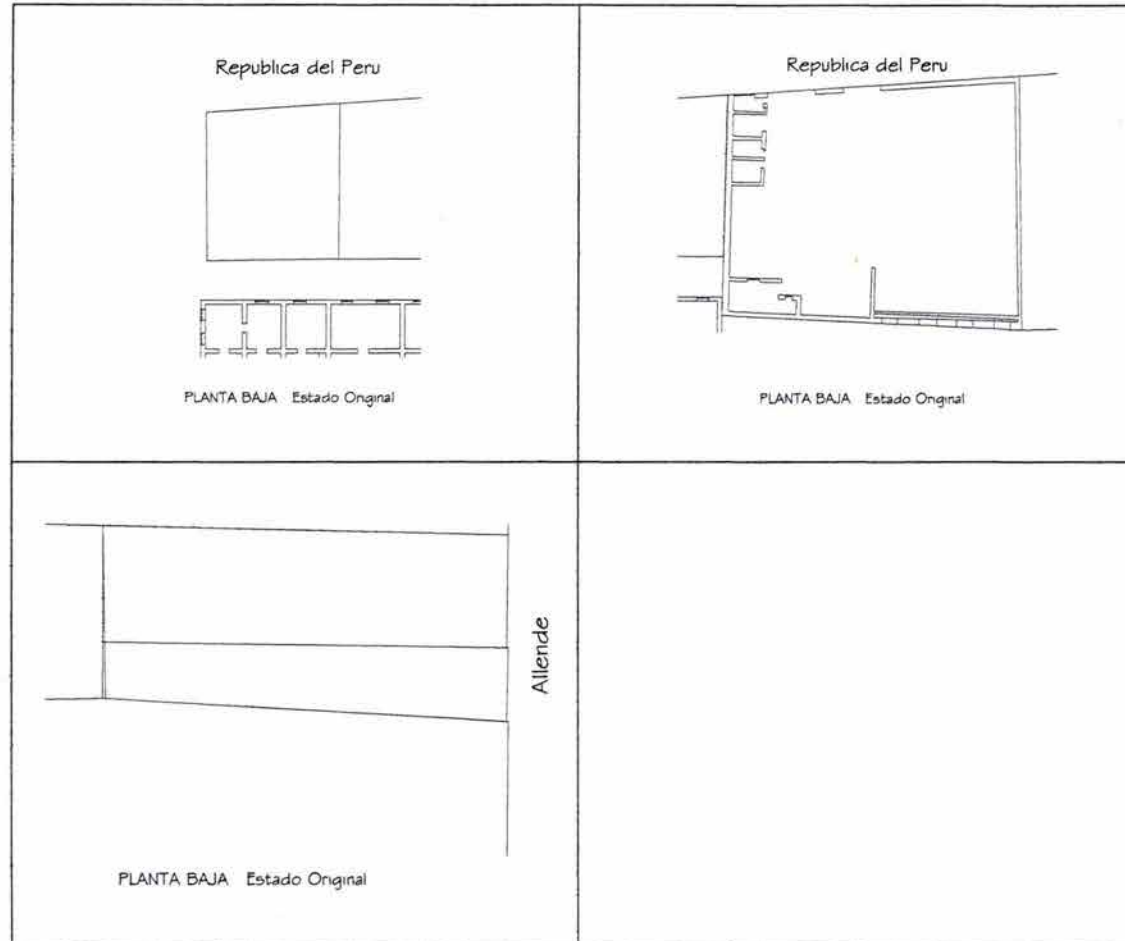 Republica del Peru
PLANTA BAJA Estado Original
Republica del Peru
PLANTA BAJA Estado Original
Allende
PLANTA BAJA Estado Original